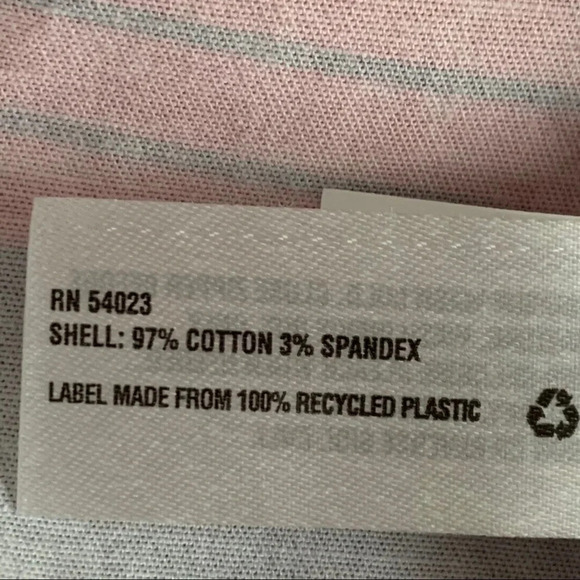 RN 54023
SHELL: 97% COTTON 3% SPANDEX
LABEL MADE FROM 100% RECYCLED PLASTIC